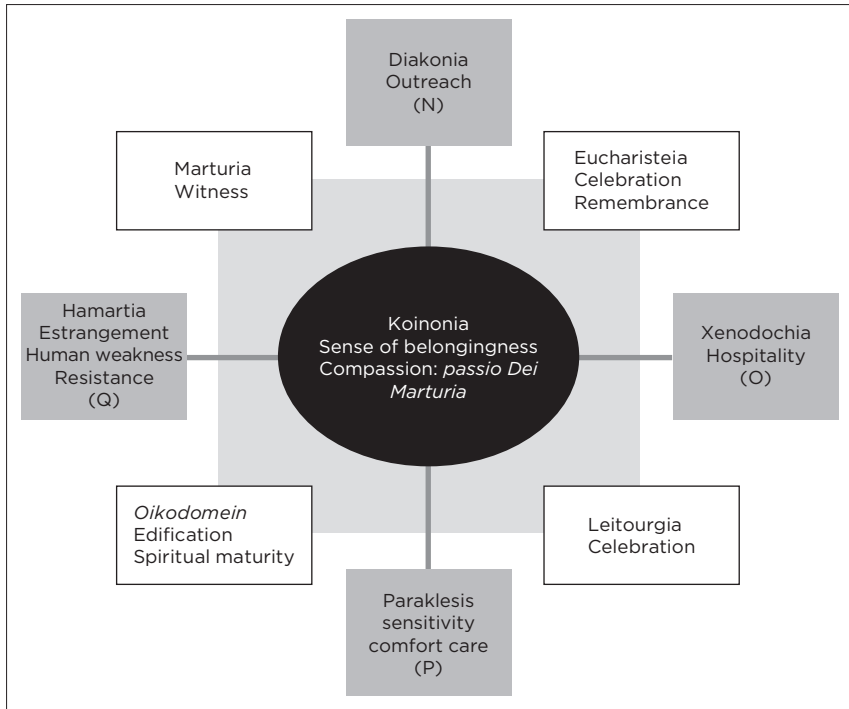 Diakonia
Outreach
(N)
Marturia
Witness
Eucharisteia
Celebration
Remembrance
Hamartia
Estrangement
Human weakness
Resistance
(Q)
Koinonia
Sense of belongingness
Compassion: passio Dei
Marturia
Xenodochia
Hospitality
(O)
Oikodomein
Edification
Spiritual maturity
Leitourgia
Celebration
Paraklesis
sensitivity
comfort care
(P)